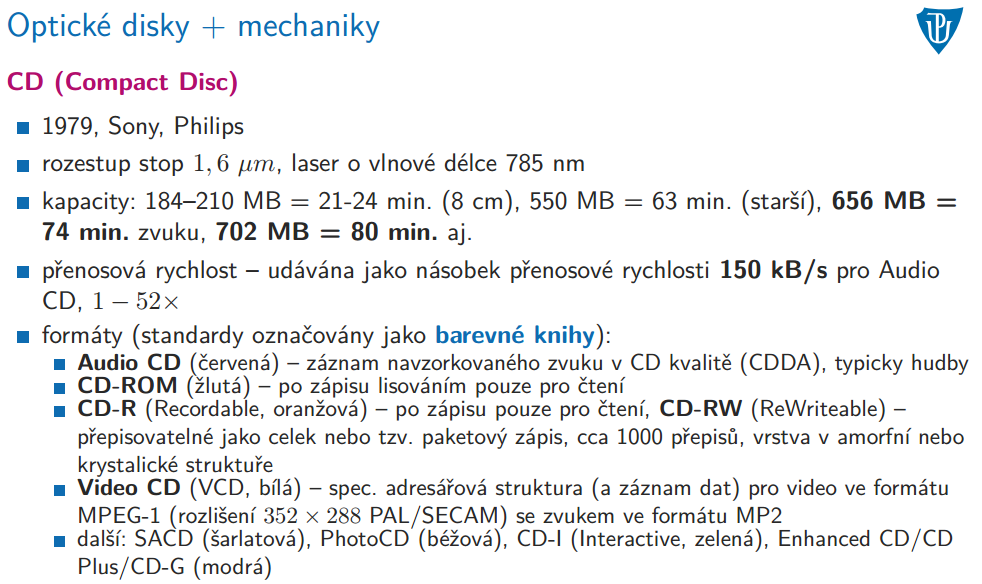 Optické disky + mechaniky
CD (Compact Disc)
1979, Sony, Philips
rozestup stop 1, 6 μm, laser o vlnové délce 785 nm
kapacity: 184–210 MB = 21-24 min. (8 cm), 550 MB = 63 min. (starší), 656 MB =
74 min. zvuku, 702 MB = 80 min. aj.
přenosová rychlost – udávána jako násobek přenosové rychlosti 150 kB/s pro Audio
CD, 1 − 52×
formáty (standardy označovány jako barevné knihy):
Audio CD (červená) – záznam navzorkovaného zvuku v CD kvalitě (CDDA), typicky hudby
CD-ROM (žlutá) – po zápisu lisováním pouze pro čtení
CD-R (Recordable, oranžová) – po zápisu pouze pro čtení, CD-RW (ReWriteable) –
přepisovatelné jako celek nebo tzv. paketový zápis, cca 1000 přepisů, vrstva v amorfní nebo
krystalické struktuře
Video CD (VCD, bílá) – spec. adresářová struktura (a záznam dat) pro video ve formátu
MPEG-1 (rozlišení 352 × 288 PAL/SECAM) se zvukem ve formátu MP2
další: SACD (šarlatová), PhotoCD (béžová), CD-I (Interactive, zelená), Enhanced CD/CD
Plus/CD-G (modrá)